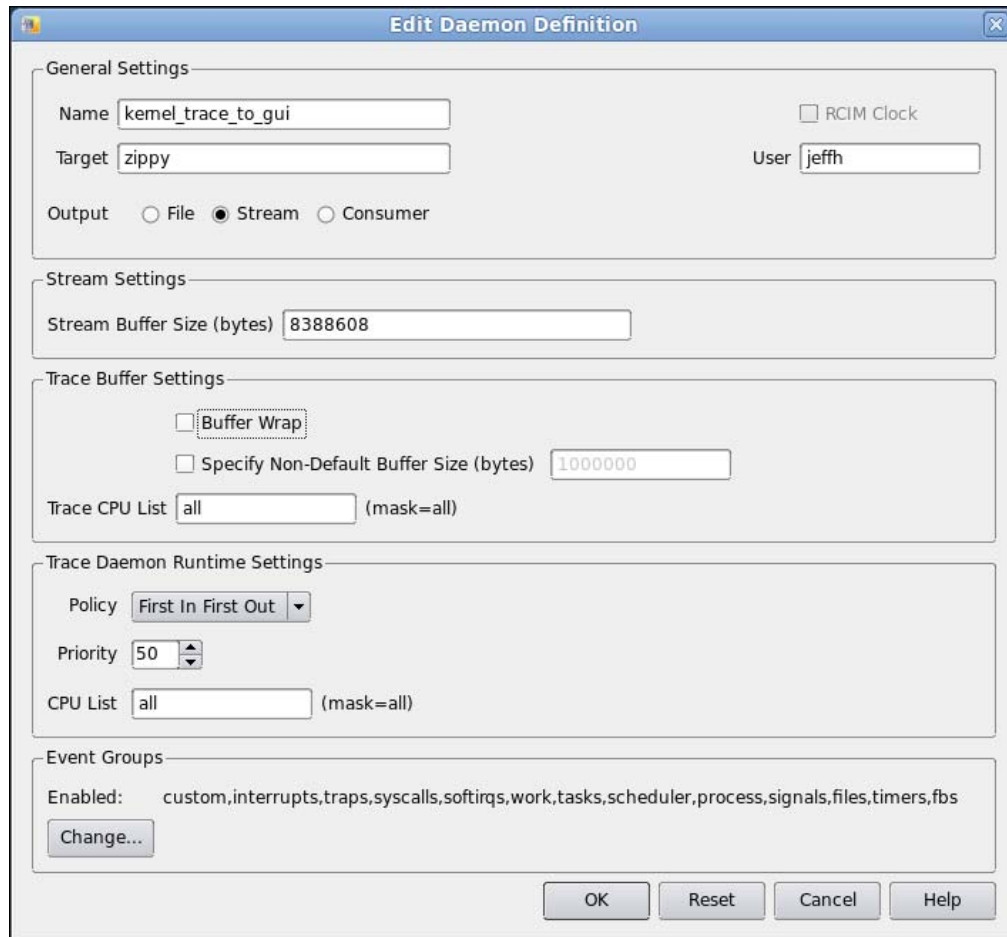 Edit Daemon Definition
General Settings
Name kernel_trace_to_gui RCIM Clock
Target zippy User jeffh
Output File Stream Consumer
Stream Settings
Stream Buffer Size (bytes) 8388608
Trace Buffer Settings
Buffer Wrap
Specify Non-Default Buffer Size (bytes) 1000000
Trace CPU List all (mask=all)
Trace Daemon Runtime Settings
Policy First In First Out
Priority 50
CPU List all (mask=all)
Event Groups
Enabled: custom,interrupts,traps,syscalls,softirqs,work,tasks,scheduler,process,signals,files,timers,fbs
Change...
OK Reset Cancel Help